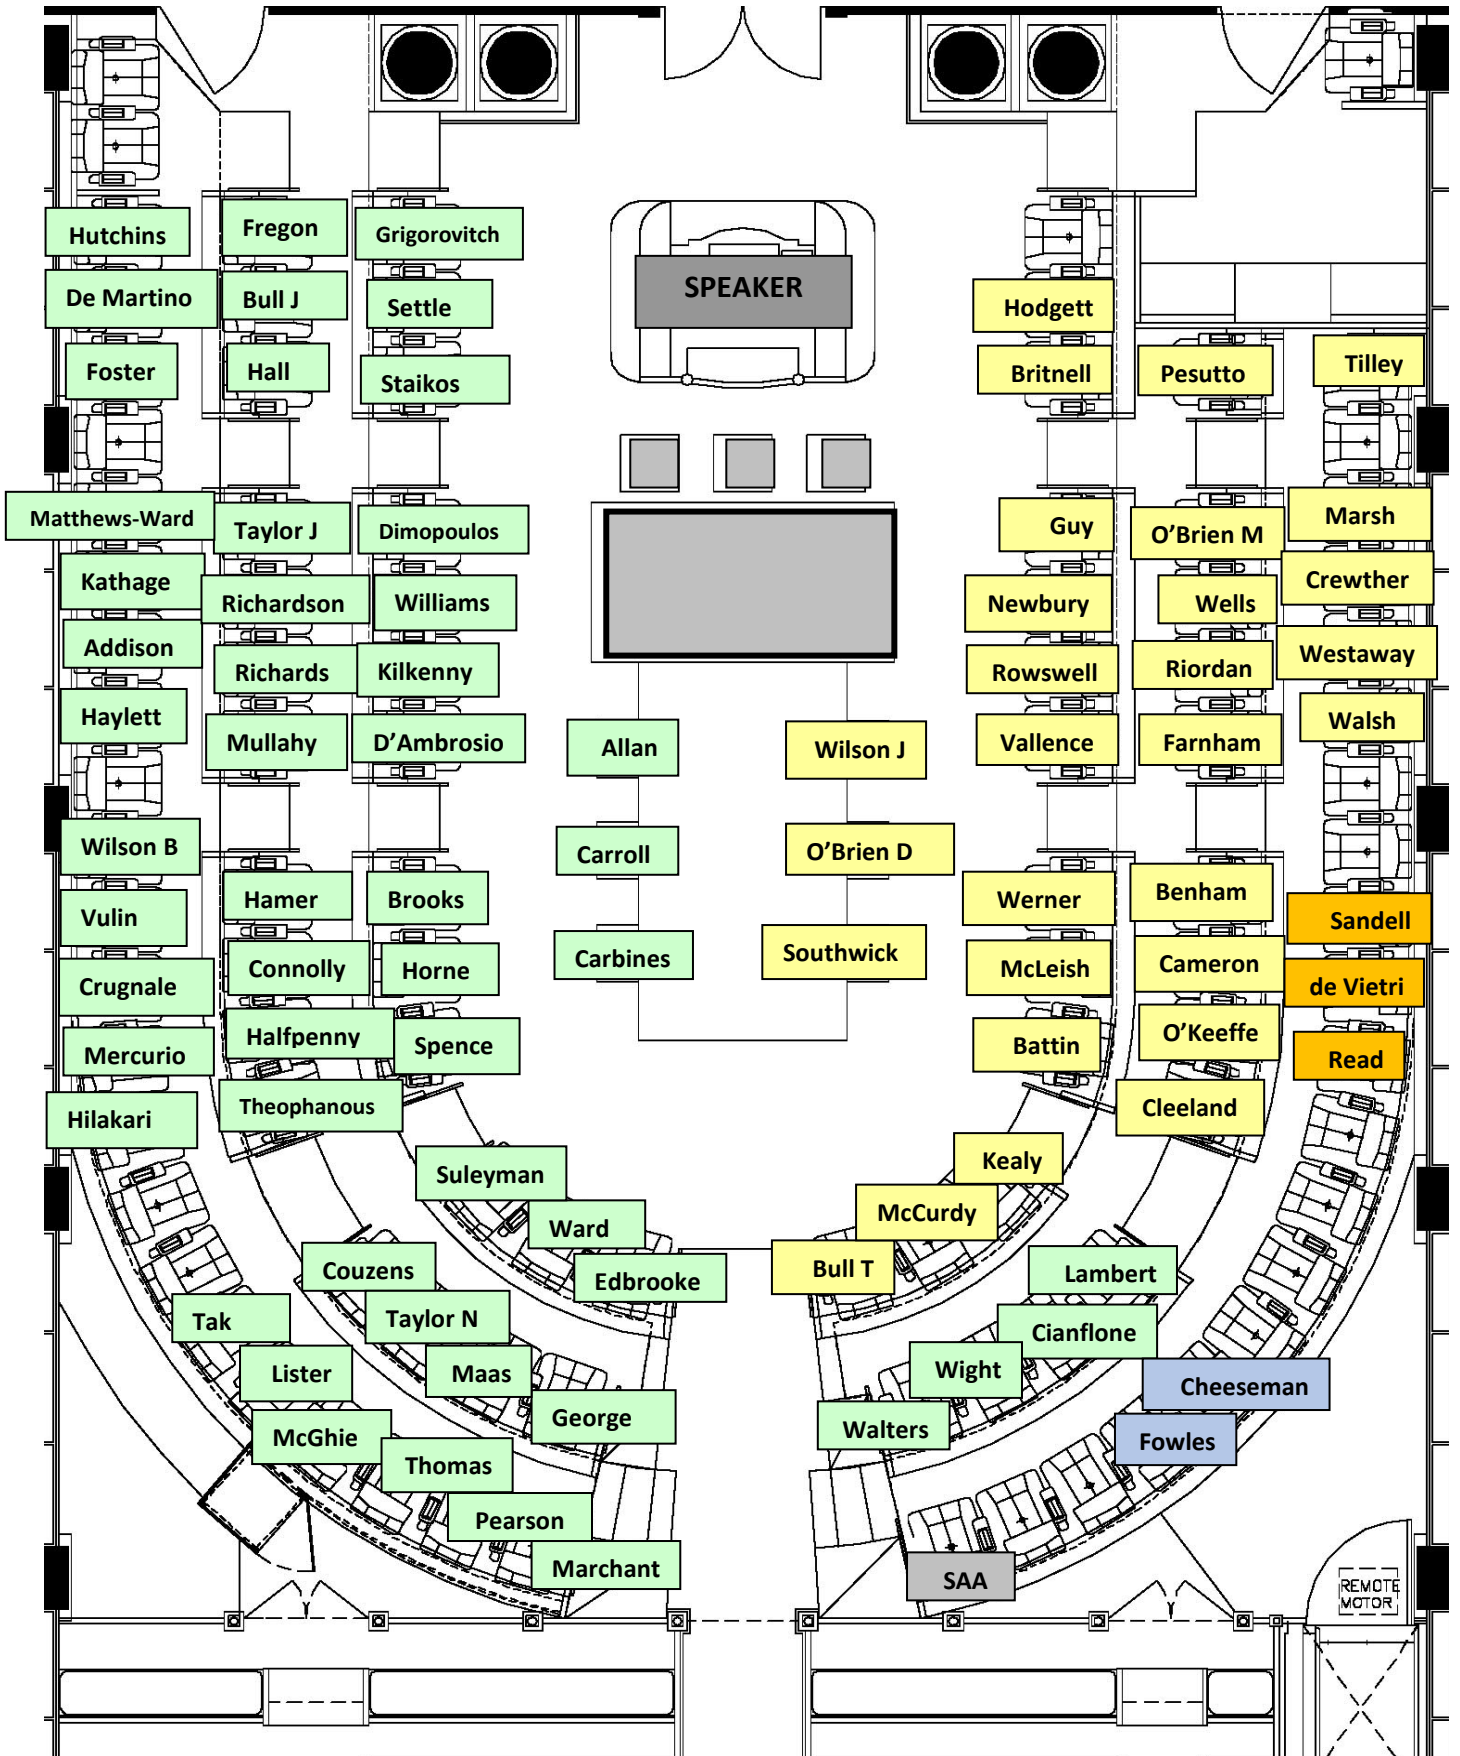 Hutchins
Fregon
Grigorovitch
SPEAKER
De Martino
Bull J
Settle
Hodgett
Foster
Hall
Staikos
Britnell
Pesutto
Tilley
Matthews-Ward
Taylor J
Dimopoulos
Guy
O'Brien M
Marsh
Kathage
Richardson
Williams
Newbury
Wells
Crewther
Addison
Richards
Kilkenny
Rowswell
Riordan
Westaway
Haylett
Mullahy
D'Ambrosio
Allan
Wilson J
Vallence
Farnham
Walsh
Wilson B
Carroll
O'Brien D
Vulin
Hamer
Brooks
Werner
Benham
Sandell
Crugnale
Connolly
Horne
Carbines
Southwick
McLeish
Cameron
de Vietri
Mercurio
Halfpenny
Spence
Battin
O'Keeffe
Read
Hilakari
Theophanous
Cleeland
Suleyman
Kealy
Ward
McCurdy
Couzens
Edbrooke
Bull T
Lambert
Tak
Taylor N
Cianflone
Lister
Maas
Wight
Cheeseman
McGhie
George
Walters
Fowles
Thomas
Pearson
Marchant
SAA
REMOTE
MOTOR